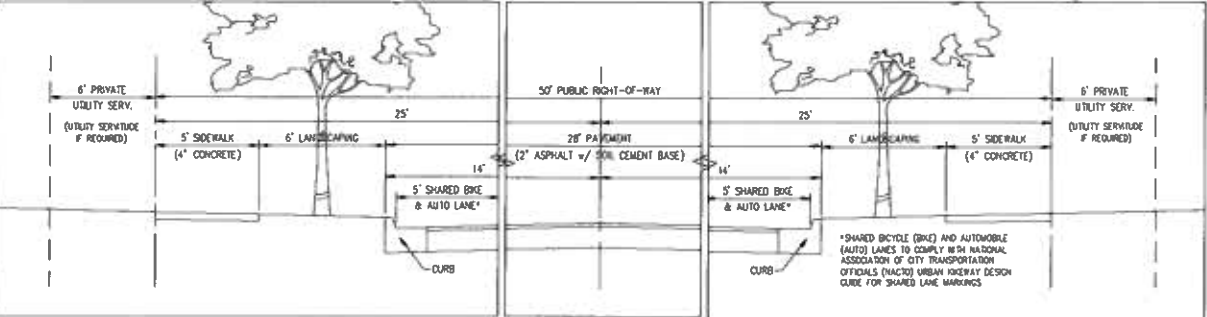 6' PRIVATE
UTILITY SERV.
(UTILITY SERVITUDE
IF REQUIRED)
50' PUBLIC RIGHT-OF-WAY
6' PRIVATE
UTILITY SERV.
(UTILITY SERVITUDE
IF REQUIRED)
25'
25'
5' SIDEWALK
(4" CONCRETE)
6' LANDSCAPING
28' PAVEMENT
(2" ASPHALT w/ SOIL CEMENT BASE)
6' LANDSCAPING
5' SIDEWALK
(4" CONCRETE)
14'
14'
5' SHARED BIKE
& AUTO LANE*
5' SHARED BIKE
& AUTO LANE*
CURB
CURB
*SHARED BICYCLE (BIKE) AND AUTOMOBILE
(AUTO) LANES TO COMPLY WITH NATIONAL
ASSOCIATION OF CITY TRANSPORTATION
OFFICIALS (NACTO) URBAN BIKEWAY DESIGN
GUIDE FOR SHARED LANE MARKINGS